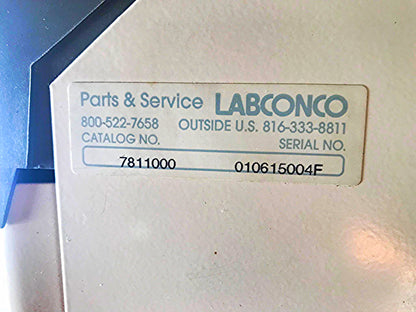 Parts & Service LABCONCO
800-522-7658 OUTSIDE U.S. 816-333-8811
CATALOG NO. SERIAL NO.
7811000 010615004F